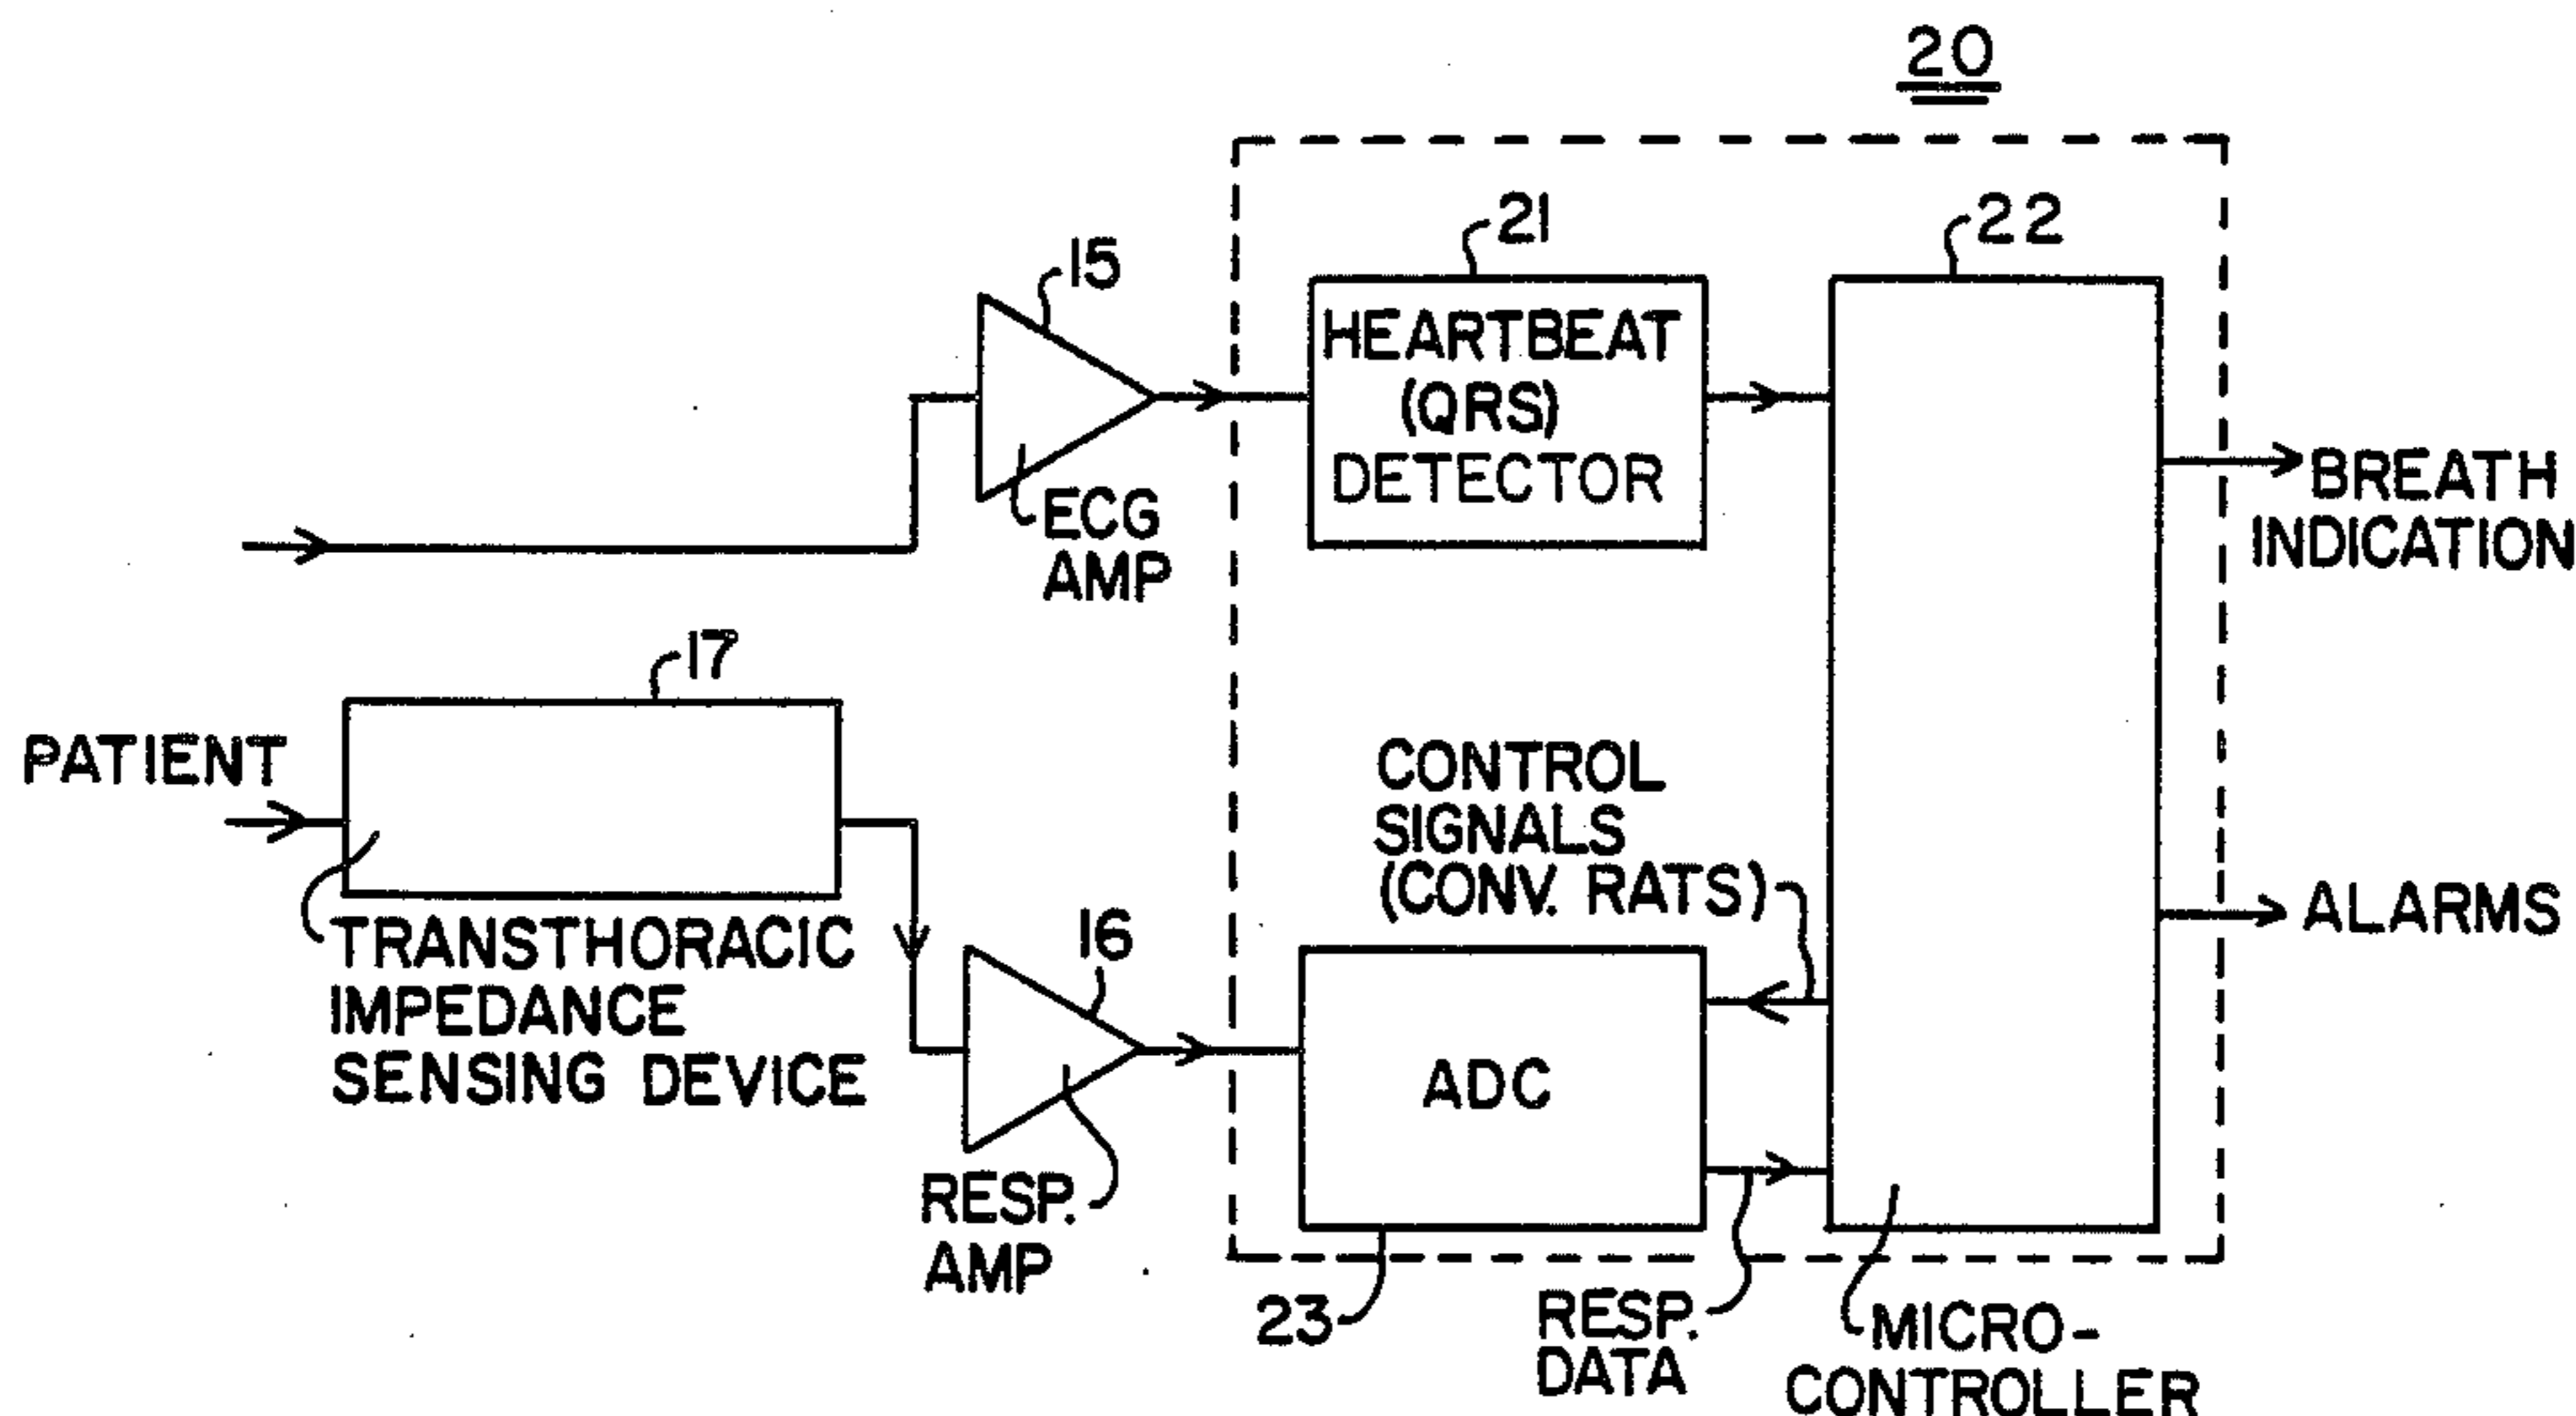 20
21
22
15
HEARTBEAT
(QRS)
DETECTOR
ECG
AMP
BREATH
INDICATION
17
PATIENT
TRANSTHORACIC
IMPEDANCE
SENSING DEVICE
CONTROL
SIGNALS
(CONV. RATS)
ALARMS
16
ADC
RESP.
AMP
23
RESP.
DATA
MICRO-
CONTROLLER